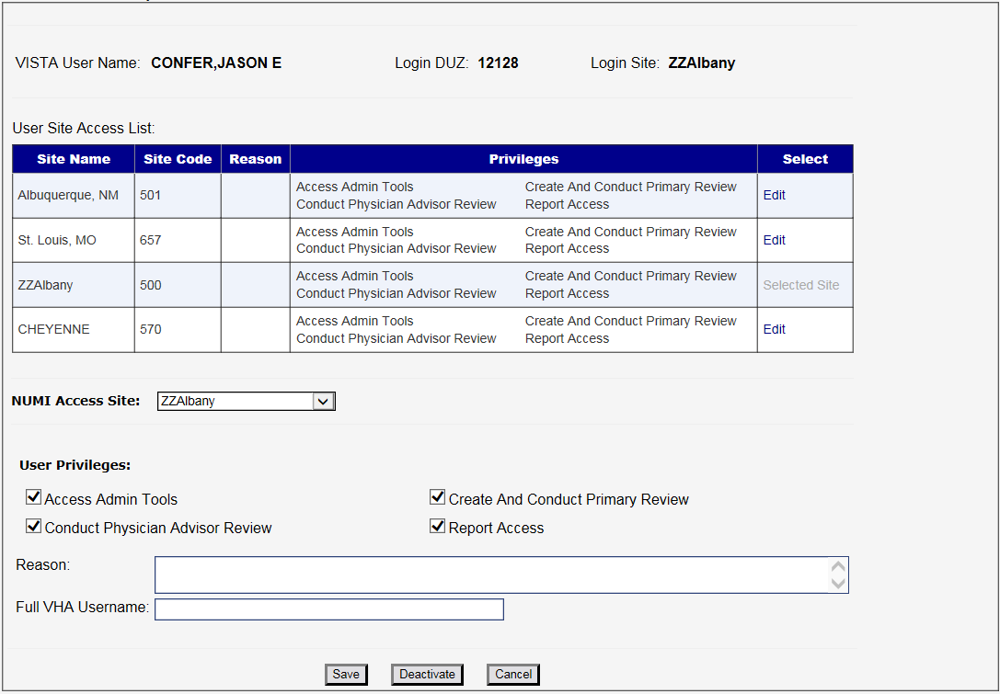 VISTA User Name: CONFER,JASON E Login DUZ: 12128 Login Site: ZZAlbany
User Site Access List:
Site Name Site Code Reason Privileges Select
Albuquerque, NM 501 Access Admin Tools Create And Conduct Primary Review Edit
Conduct Physician Advisor Review Report Access
St. Louis, MO 657 Access Admin Tools Create And Conduct Primary Review Edit
Conduct Physician Advisor Review Report Access
ZZAlbany 500 Access Admin Tools Create And Conduct Primary Review Selected Site
Conduct Physician Advisor Review Report Access
CHEYENNE 570 Access Admin Tools Create And Conduct Primary Review Edit
Conduct Physician Advisor Review Report Access
NUMI Access Site: ZZAlbany
User Privileges:
Access Admin Tools Create And Conduct Primary Review
Conduct Physician Advisor Review Report Access
Reason:
Full VHA Username:
Save Deactivate Cancel